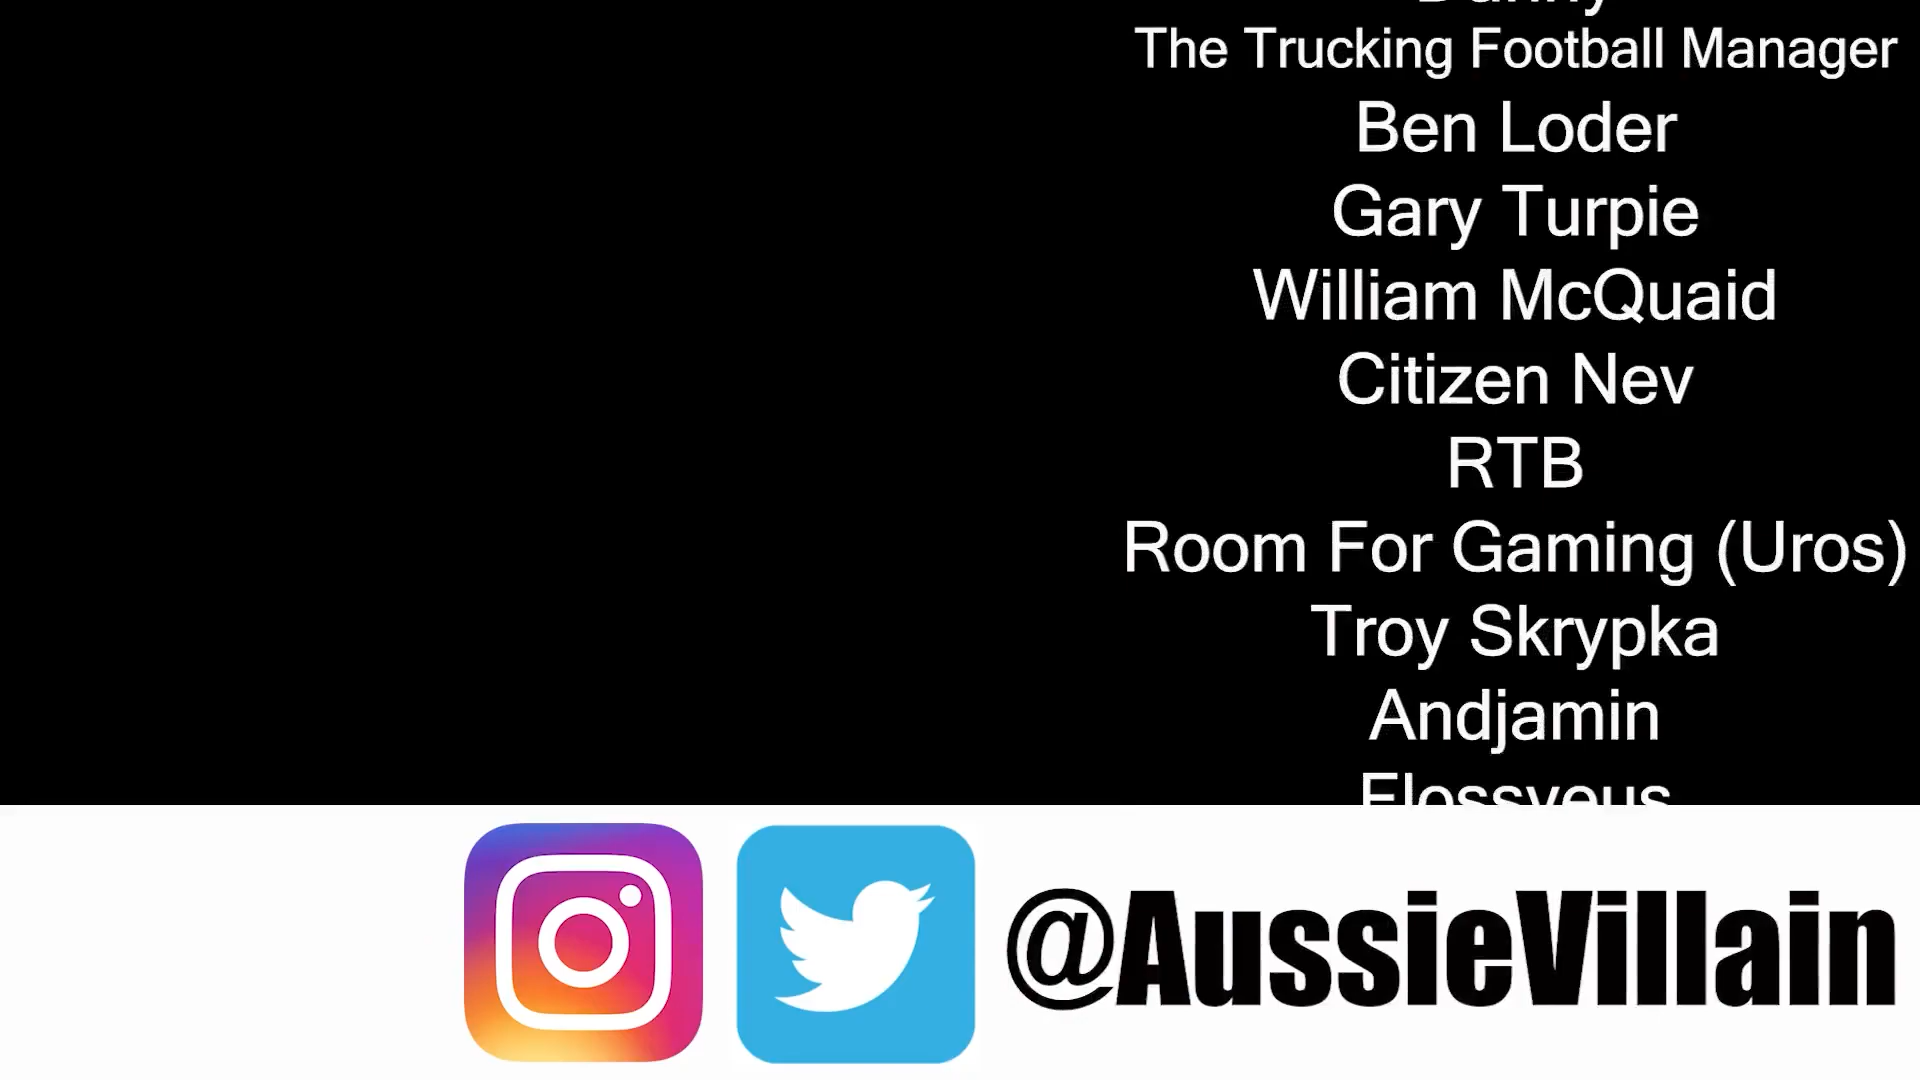 The Trucking Football Manager
Ben Loder
Gary Turpie
William McQuaid
Citizen Nev
RTB
Room For Gaming (Uros)
Troy Skrypka
Andjamin
@AussieVillain